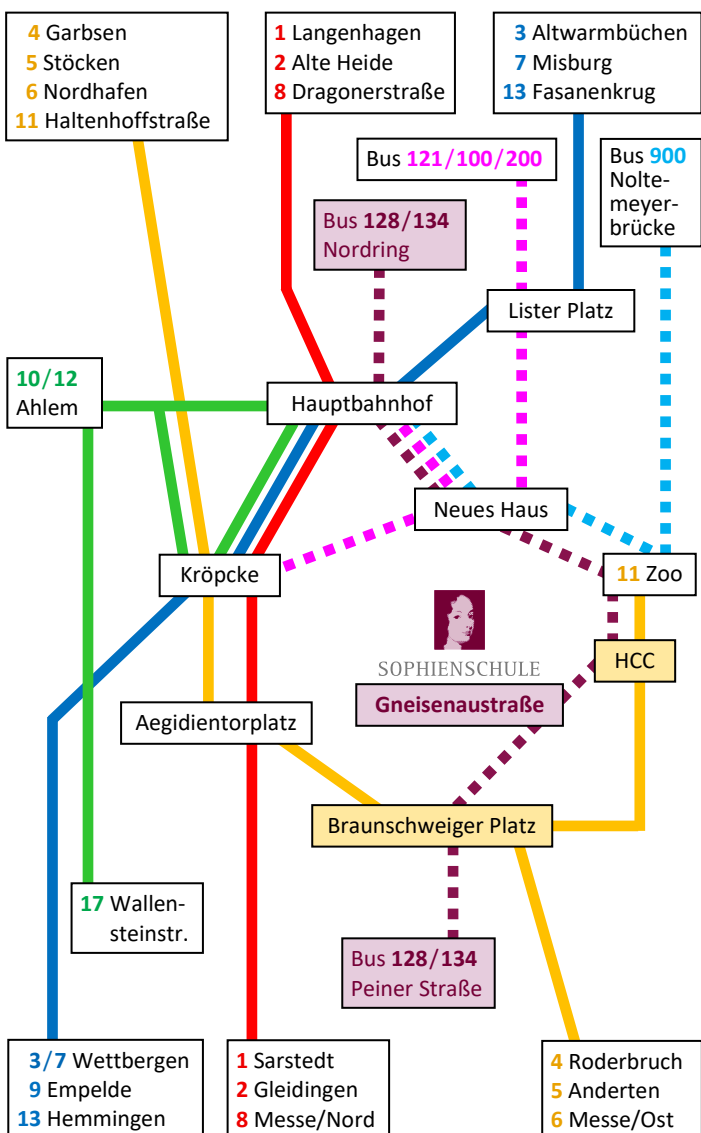 4 Garbsen
5 Stöcken
6 Nordhafen
11 Haltenhoffstraße
1 Langenhagen
2 Alte Heide
8 Dragonerstraße
3 Altwarmbüchen
7 Misburg
13 Fasanenkrug
Bus 121/100/200
Bus 900
Nolte-
meyer-
brücke
Bus 128/134
Nordring
Lister Platz
10/12
Ahlem
Hauptbahnhof
Neues Haus
Kröpcke
11 Zoo
SOPHIENSCHULE
HCC
Gneisenaustraße
Aegidientorplatz
Braunschweiger Platz
17 Wallen-
steinstr.
Bus 128/134
Peiner Straße
3/7 Wettbergen
9 Empelde
13 Hemmingen
1 Sarstedt
2 Gleidingen
8 Messe/Nord
4 Roderbruch
5 Anderten
6 Messe/Ost